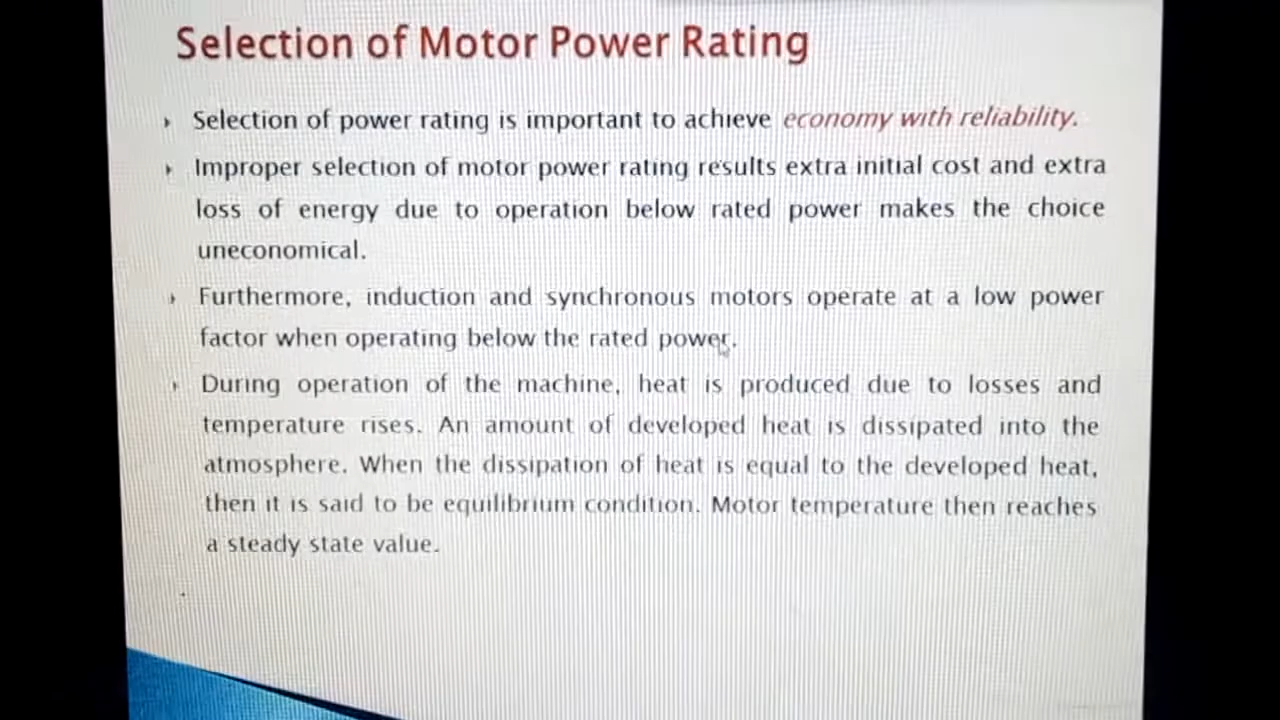 Selection of Motor Power Rating
Selection of power rating is important to achieve economy with reliability.
Improper selection of motor power rating results extra initial cost and extra
loss of energy due to operation below rated power makes the choice
uneconomical.
Furthermore, induction and synchronous motors operate at a low power
factor when operating below the rated power.
During operation of the machine, heat is produced due to losses and
temperature rises. An amount of developed heat is dissipated into the
atmosphere. When the dissipation of heat is equal to the developed heat,
then it is said to be equilibrium condition. Motor temperature then reaches
a steady state value.
.